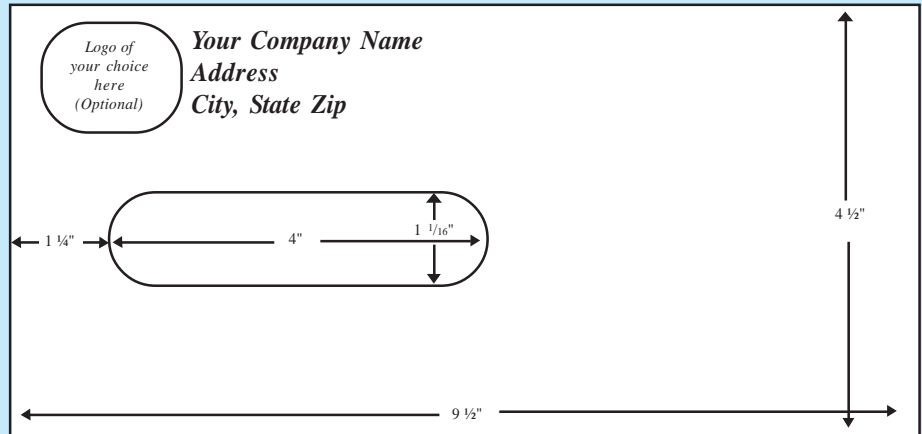 Logo of
your choice
here
(Optional)
Your Company Name
Address
City, State Zip
4 ½"
1 ¼"
4"
1 1/16"
9 ½"